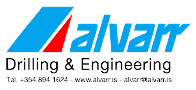 alvarr
Drilling & Engineering
Tel. +354 894 1624 - www.alvarr.is - alvarr@alvarr.is